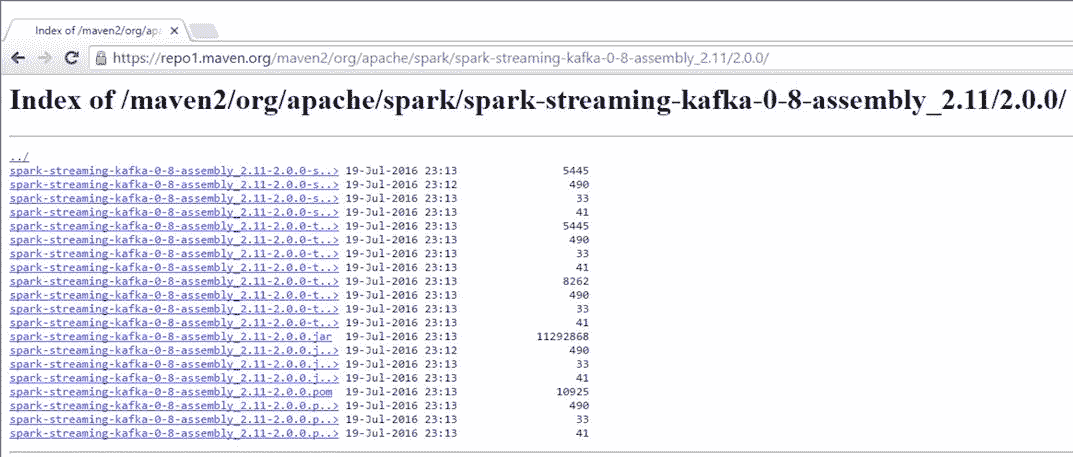 Index of /maven2/org/apa
https://repo1.maven.org/maven2/org/apache/spark/spark-streaming-kafka-0-8-assembly_2.11/2.0.0/
Index of /maven2/org/apache/spark/spark-streaming-kafka-0-8-assembly_2.11/2.0.0/
../
spark-streaming-kafka-0-8-assembly_2.11-2.0.0-s..> 19-Jul-2016 23:13 5445
spark-streaming-kafka-0-8-assembly_2.11-2.0.0-s..> 19-Jul-2016 23:12 490
spark-streaming-kafka-0-8-assembly_2.11-2.0.0-s..> 19-Jul-2016 23:13 33
spark-streaming-kafka-0-8-assembly_2.11-2.0.0-s..> 19-Jul-2016 23:13 41
spark-streaming-kafka-0-8-assembly_2.11-2.0.0-t..> 19-Jul-2016 23:13 5445
spark-streaming-kafka-0-8-assembly_2.11-2.0.0-t..> 19-Jul-2016 23:13 490
spark-streaming-kafka-0-8-assembly_2.11-2.0.0-t..> 19-Jul-2016 23:13 33
spark-streaming-kafka-0-8-assembly_2.11-2.0.0-t..> 19-Jul-2016 23:13 41
spark-streaming-kafka-0-8-assembly_2.11-2.0.0-t..> 19-Jul-2016 23:13 8262
spark-streaming-kafka-0-8-assembly_2.11-2.0.0-t..> 19-Jul-2016 23:13 490
spark-streaming-kafka-0-8-assembly_2.11-2.0.0-t..> 19-Jul-2016 23:13 33
spark-streaming-kafka-0-8-assembly_2.11-2.0.0-t..> 19-Jul-2016 23:13 41
spark-streaming-kafka-0-8-assembly_2.11-2.0.0.jar 19-Jul-2016 23:13 11292868
spark-streaming-kafka-0-8-assembly_2.11-2.0.0.j..> 19-Jul-2016 23:12 490
spark-streaming-kafka-0-8-assembly_2.11-2.0.0.j..> 19-Jul-2016 23:13 33
spark-streaming-kafka-0-8-assembly_2.11-2.0.0.j..> 19-Jul-2016 23:13 41
spark-streaming-kafka-0-8-assembly_2.11-2.0.0.pom 19-Jul-2016 23:13 10925
spark-streaming-kafka-0-8-assembly_2.11-2.0.0.p..> 19-Jul-2016 23:13 490
spark-streaming-kafka-0-8-assembly_2.11-2.0.0.p..> 19-Jul-2016 23:13 33
spark-streaming-kafka-0-8-assembly_2.11-2.0.0.p..> 19-Jul-2016 23:13 41